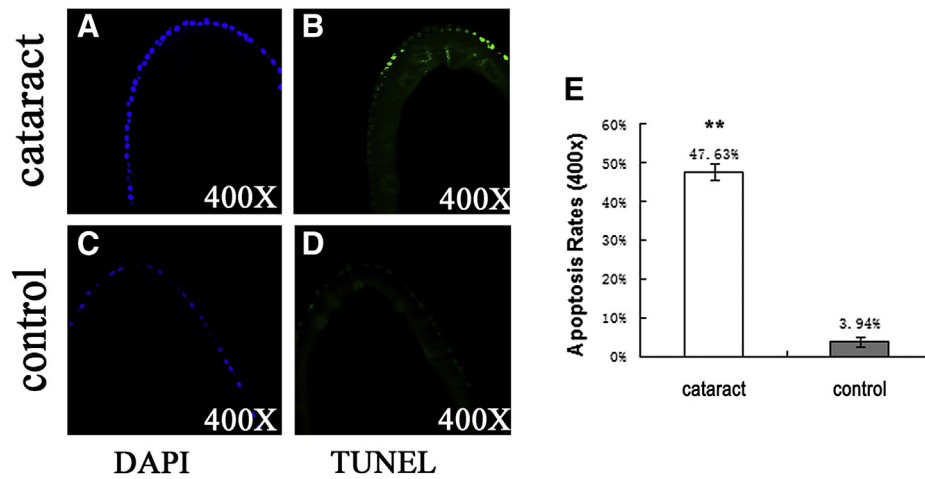 cataract
A
400X
B
400X
control
C
400X
D
400X
DAPI
TUNEL
E
Apoptosis Rates (400x)
60%
50%
40%
30%
20%
10%
0%
**
47.63%
3.94%
cataract
control